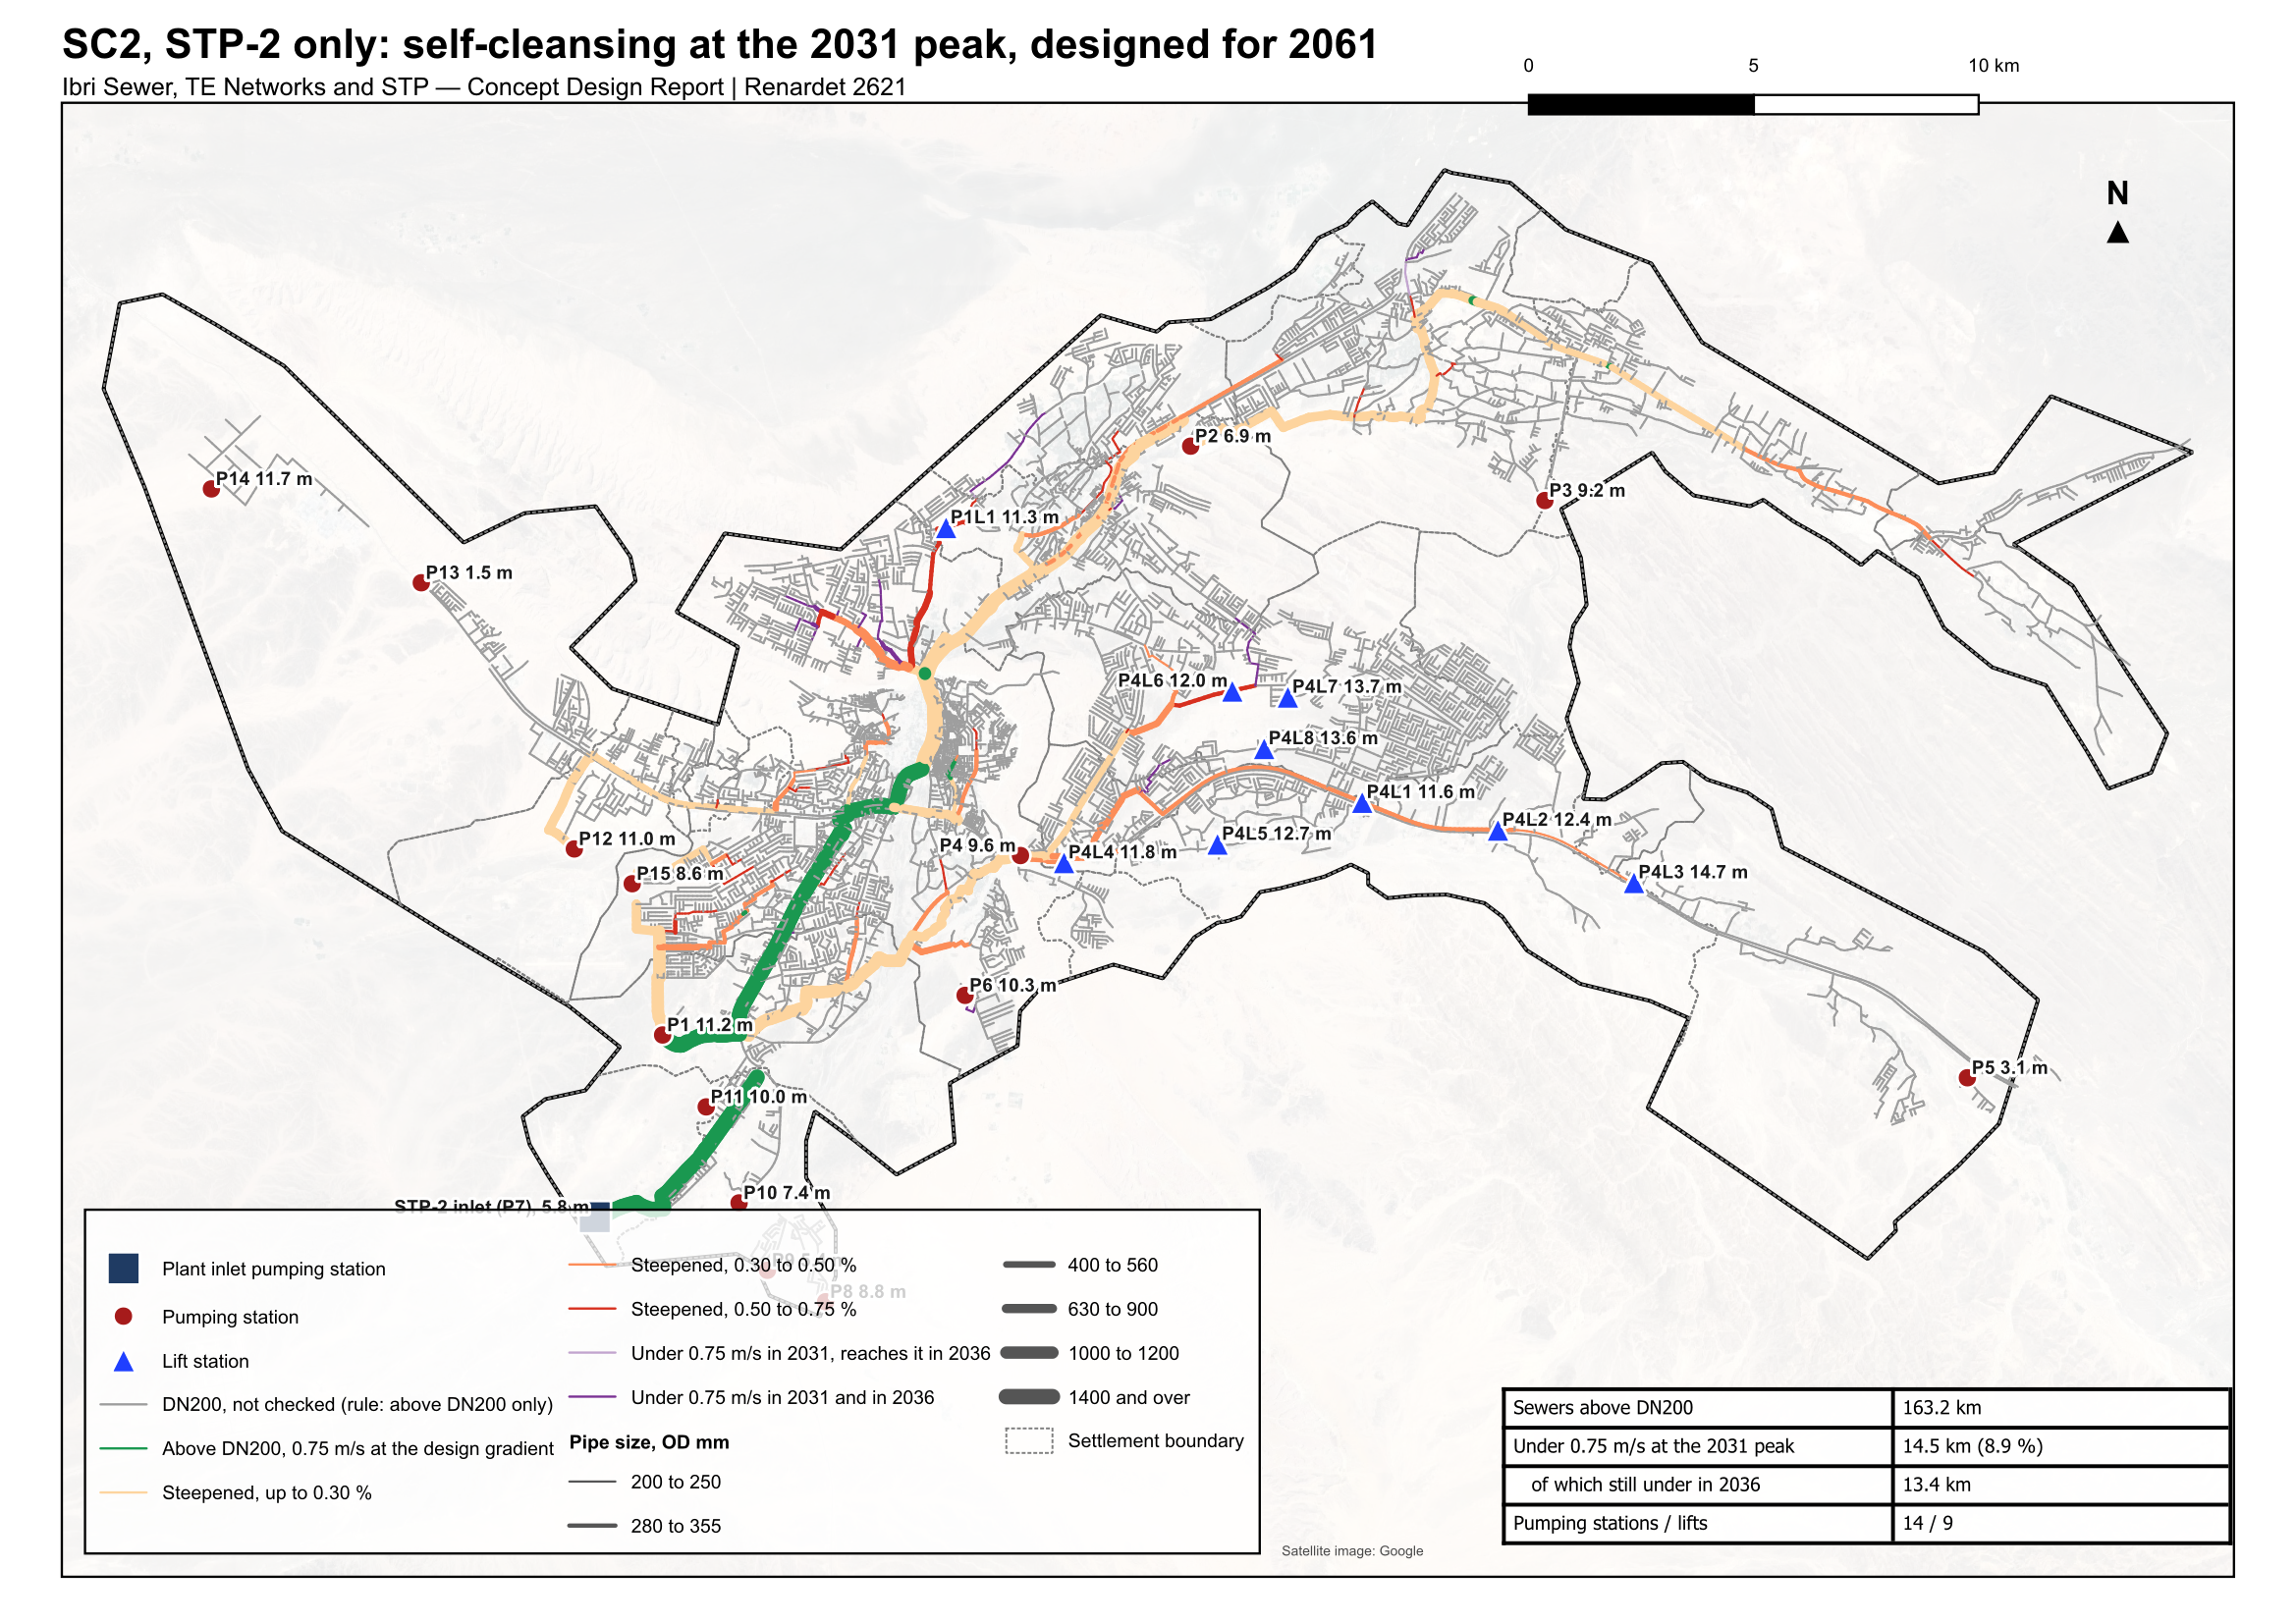 SC2, STP-2 only: self-cleansing at the 2031 peak, designed for 2061
Ibri Sewer, TE Networks and STP — Concept Design Report | Renardet 2621
0 5 10 km
N
P2 6.9 m
P14 11.7 m
P3 9.2 m
P1L1 11.3 m
P13 1.5 m
P4L6 12.0 m
P4L7 13.7 m
P4L8 13.6 m
P4L1 11.6 m
P4L2 12.4 m
P12 11.0 m
P4 9.6 m
P4L5 12.7 m
P4L4 11.8 m
P15 8.6 m
P4L3 14.7 m
P6 10.3 m
P1 11.2 m
P5 3.1 m
P11 10.0 m
P10 7.4 m
STP-2 inlet (P7), 5.8 m
P8 8.8 m
Plant inlet pumping station
Pumping station
Lift station
DN200, not checked (rule: above DN200 only)
Above DN200, 0.75 m/s at the design gradient
Steepened, up to 0.30 %
Steepened, 0.30 to 0.50 %
Steepened, 0.50 to 0.75 %
Under 0.75 m/s in 2031, reaches it in 2036
Under 0.75 m/s in 2031 and in 2036
Pipe size, OD mm
200 to 250
280 to 355
400 to 560
630 to 900
1000 to 1200
1400 and over
Settlement boundary
Sewers above DN200 163.2 km
Under 0.75 m/s at the 2031 peak 14.5 km (8.9 %)
of which still under in 2036 13.4 km
Pumping stations / lifts 14 / 9
Satellite image: Google